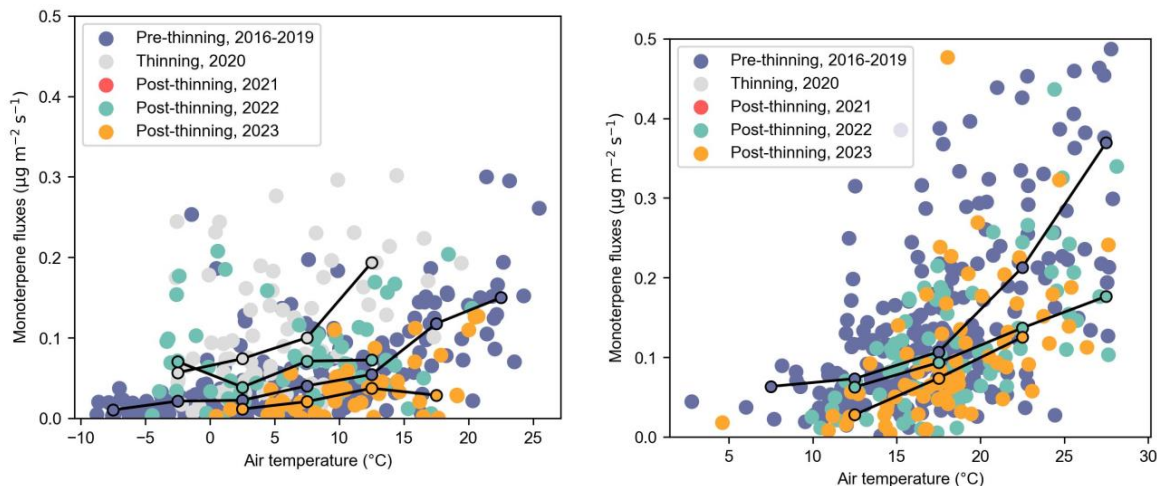 Monoterpene fluxes (μg m⁻² s⁻¹)
0.5
0.4
0.3
0.2
0.1
0.0
Pre-thinning, 2016-2019
Thinning, 2020
Post-thinning, 2021
Post-thinning, 2022
Post-thinning, 2023
−10 −5 0 5 10 15 20 25
Air temperature (°C)
Monoterpene fluxes (μg m⁻² s⁻¹)
0.5
0.4
0.3
0.2
0.1
0.0
Pre-thinning, 2016-2019
Thinning, 2020
Post-thinning, 2021
Post-thinning, 2022
Post-thinning, 2023
5 10 15 20 25 30
Air temperature (°C)